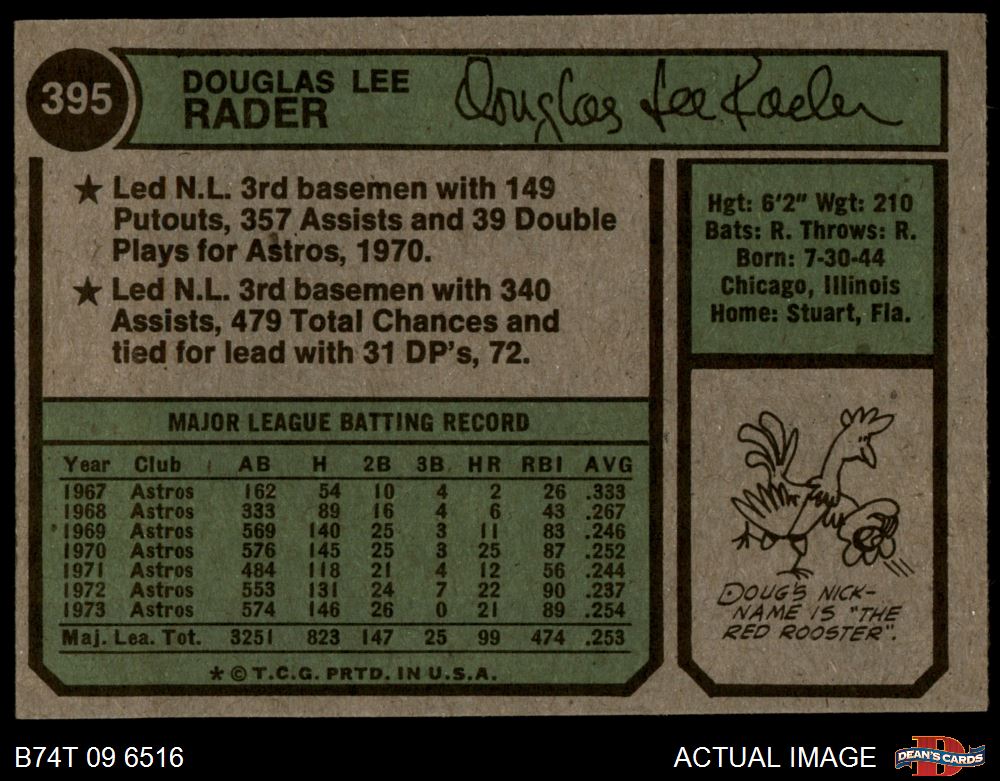 395
DOUGLAS LEE
RADER
Douglas Lee Rader
★ Led N.L. 3rd basemen with 149
Putouts, 357 Assists and 39 Double
Plays for Astros, 1970.
★ Led N.L. 3rd basemen with 340
Assists, 479 Total Chances and
tied for lead with 31 DP's, 72.
Hgt: 6'2" Wgt: 210
Bats: R. Throws: R.
Born: 7-30-44
Chicago, Illinois
Home: Stuart, Fla.
MAJOR LEAGUE BATTING RECORD
Year Club AB H 2B 3B HR RBI AVG
1967 Astros 162 54 10 4 2 26 .333
1968 Astros 333 89 16 4 6 43 .267
1969 Astros 569 140 25 3 11 83 .246
1970 Astros 576 145 25 3 25 87 .252
1971 Astros 484 118 21 4 12 56 .244
1972 Astros 553 131 24 7 22 90 .237
1973 Astros 574 146 26 0 21 89 .254
Maj. Lea. Tot. 3251 823 147 25 99 474 .253
* © T.C.G. PRTD. IN U.S.A.
DOUG'S NICK-
NAME IS "THE
RED ROOSTER".
B74T 09 6516
ACTUAL IMAGE
D
DEAN'S CARDS